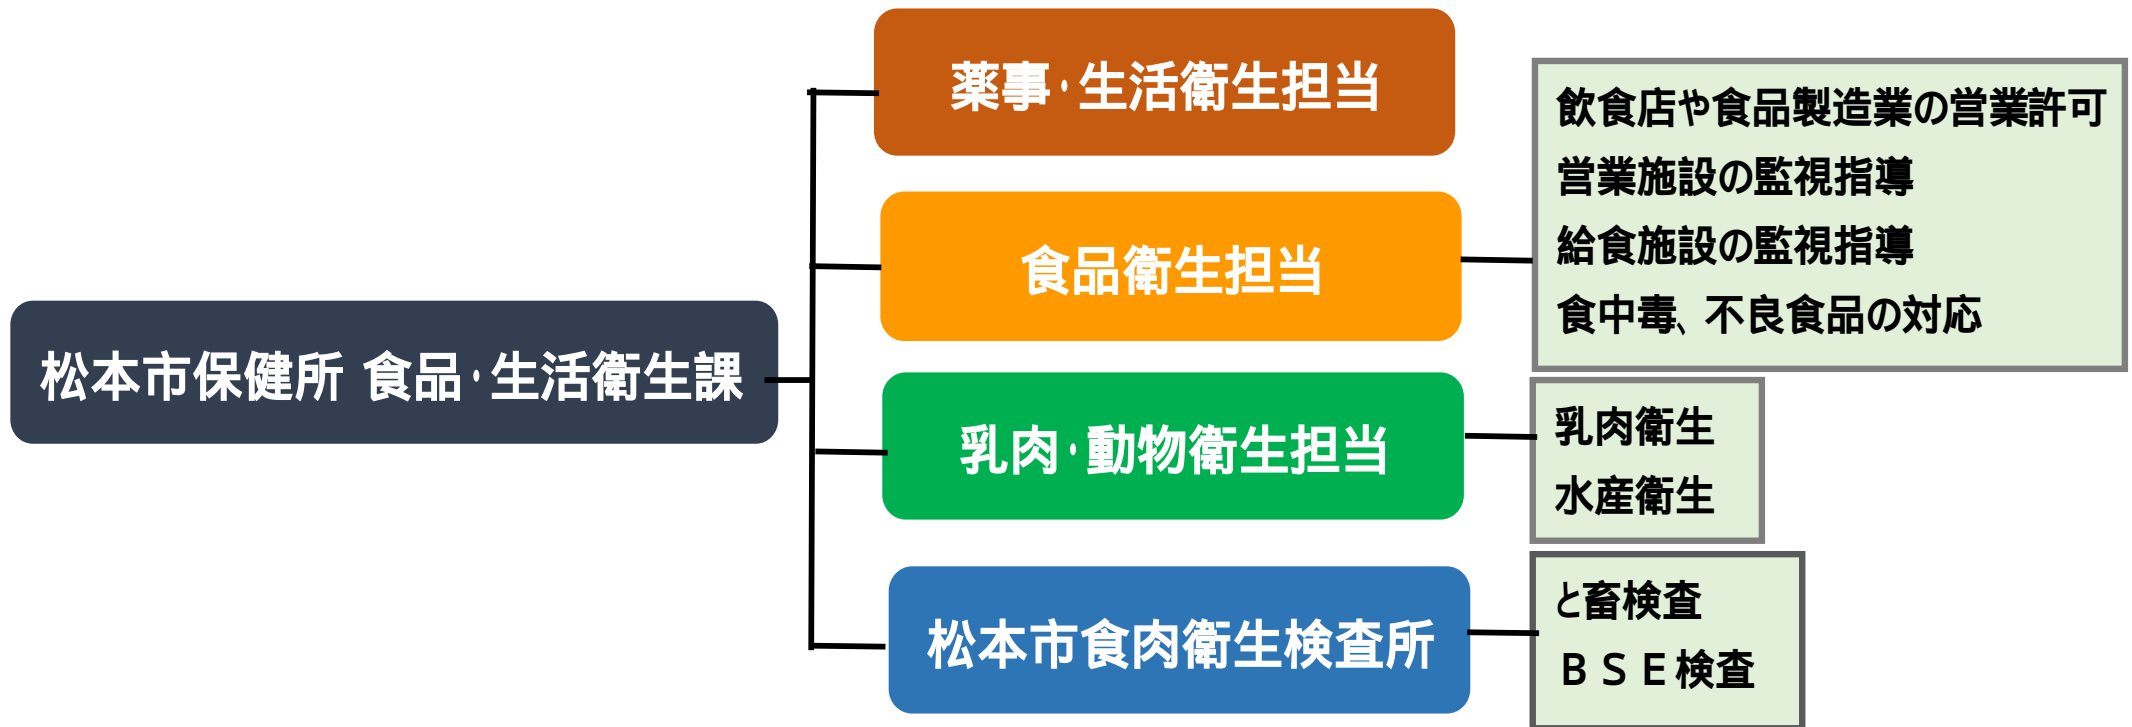 松本市保健所 食品・生活衛生課
薬事・生活衛生担当
食品衛生担当
飲食店や食品製造業の営業許可
営業施設の監視指導
給食施設の監視指導
食中毒、不良食品の対応
乳肉・動物衛生担当
乳肉衛生
水産衛生
松本市食肉衛生検査所
と畜検査
ＢＳＥ検査